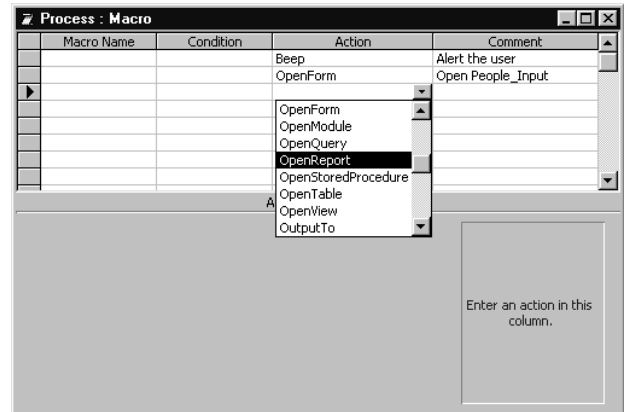 Process : Macro
Macro Name Condition Action Comment
Beep Alert the user
OpenForm Open People_Input
OpenForm
OpenModule
OpenQuery
OpenReport
OpenStoredProcedure
OpenTable
OpenView
OutputTo
Enter an action in this
column.